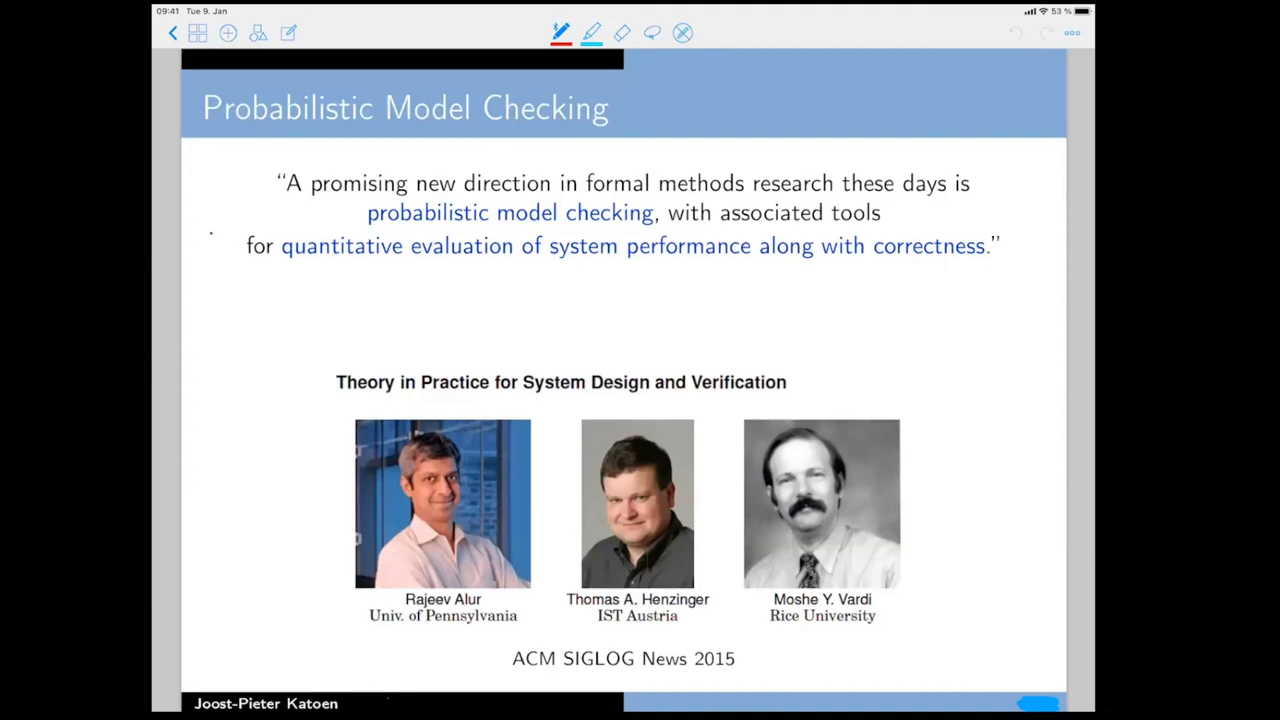 09:41 Tue 9. Jan
53 %
Probabilistic Model Checking
“A promising new direction in formal methods research these days is
probabilistic model checking, with associated tools
for quantitative evaluation of system performance along with correctness.”
Theory in Practice for System Design and Verification
Rajeev Alur
Univ. of Pennsylvania
Thomas A. Henzinger
IST Austria
Moshe Y. Vardi
Rice University
ACM SIGLOG News 2015
Joost-Pieter Katoen